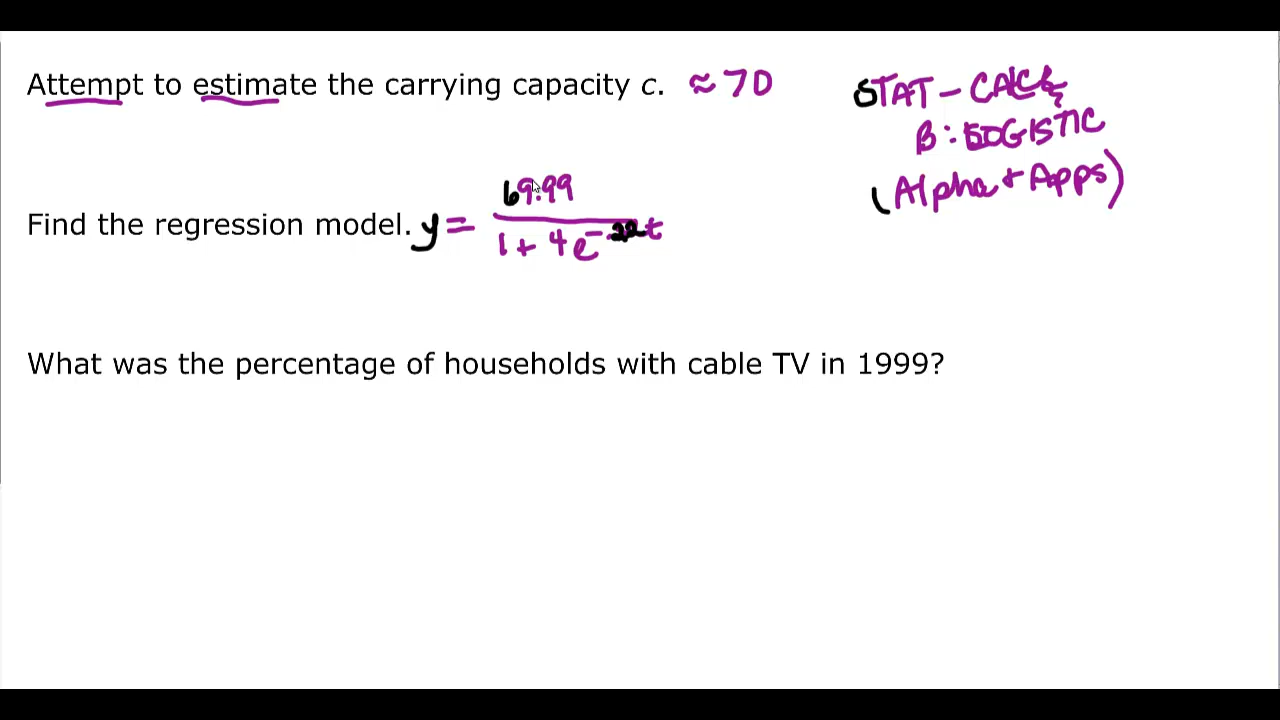 Attempt to estimate the carrying capacity c. ≈ 70
STAT - CALC
B: LOGISTIC
(Alpha + Apps)
Find the regression model. y = 69.99
1 + 4e^-.22t
What was the percentage of households with cable TV in 1999?